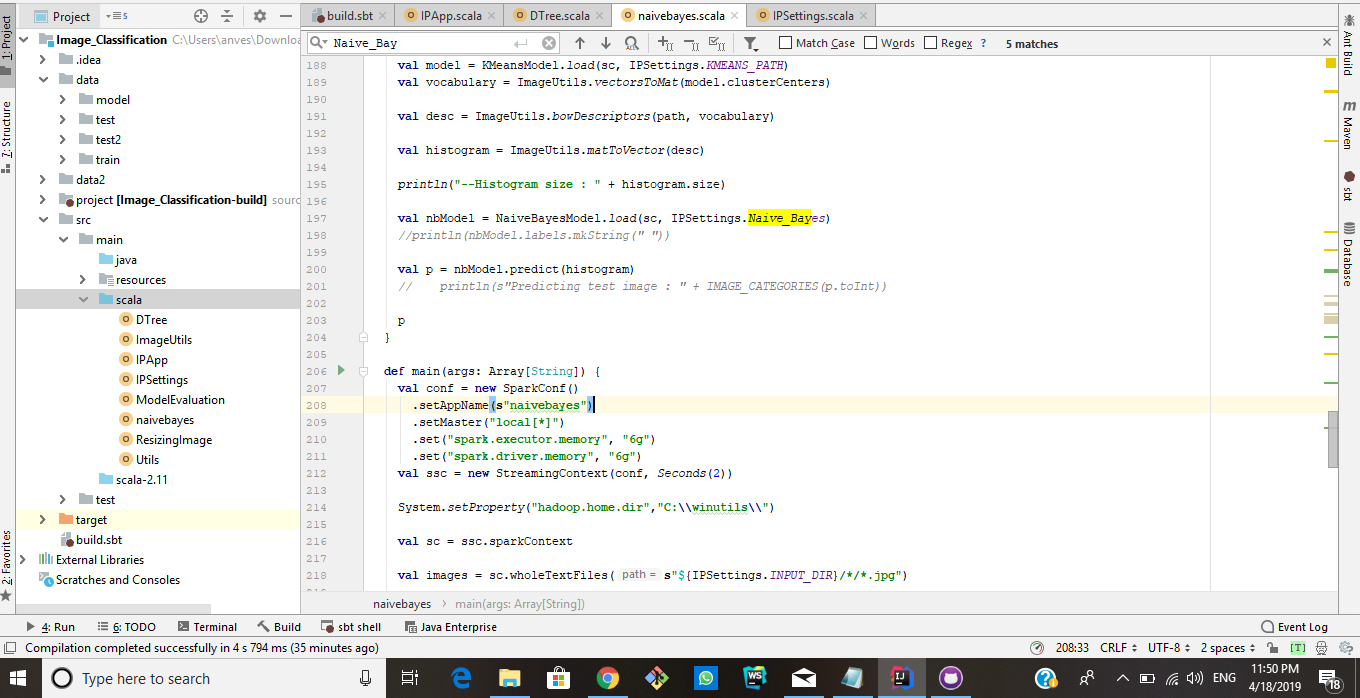 Project
build.sbt
IPApp.scala
DTree.scala
naivebayes.scala
IPSettings.scala
Naive_Bay
Match Case
Words
Regex
?
5 matches
1: Project
7: Structure
2: Favorites
Image_Classification C:\Users\anves\Downloa
.idea
data
model
test
test2
train
data2
project [Image_Classification-build] sourc
src
main
java
resources
scala
DTree
ImageUtils
IPApp
IPSettings
ModelEvaluation
naivebayes
ResizingImage
Utils
scala-2.11
test
target
build.sbt
External Libraries
Scratches and Consoles
188 val model = KMeansModel.load(sc, IPSettings.KMEANS_PATH)
189 val vocabulary = ImageUtils.vectorsToMat(model.clusterCenters)
190
191 val desc = ImageUtils.bowDescriptors(path, vocabulary)
192
193 val histogram = ImageUtils.matToVector(desc)
194
195 println("--Histogram size : " + histogram.size)
196
197 val nbModel = NaiveBayesModel.load(sc, IPSettings.Naive_Bayes)
198 //println(nbModel.labels.mkString(" "))
199
200 val p = nbModel.predict(histogram)
201 // println(s"Predicting test image : " + IMAGE_CATEGORIES(p.toInt))
202
203 p
204 }
205
206 def main(args: Array[String]) {
207 val conf = new SparkConf()
208 .setAppName(s"naivebayes")
209 .setMaster("local[*]")
210 .set("spark.executor.memory", "6g")
211 .set("spark.driver.memory", "6g")
212 val ssc = new StreamingContext(conf, Seconds(2))
213
214 System.setProperty("hadoop.home.dir","C:\\winutils\\")
215
216 val sc = ssc.sparkContext
217
218 val images = sc.wholeTextFiles( path = s"${IPSettings.INPUT_DIR}/*/*.jpg")
naivebayes > main(args: Array[String])
Ant Build
m Maven
sbt
Database
4: Run
6: TODO
Terminal
Build
sbt shell
Java Enterprise
Event Log
Compilation completed successfully in 4 s 794 ms (35 minutes ago)
208:33 CRLF UTF-8 2 spaces [T]
Type here to search
WS
IJ
ENG
11:50 PM
4/18/2019
18